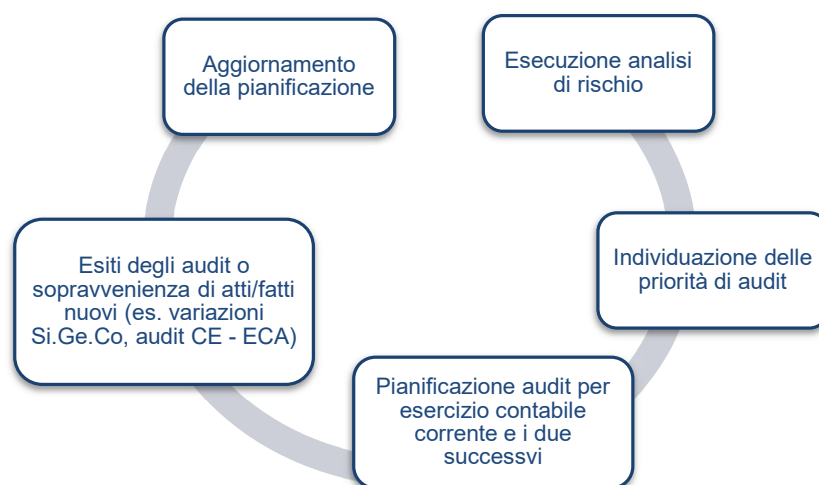 Aggiornamento
della pianificazione
Esecuzione analisi
di rischio
Individuazione delle
priorità di audit
Pianificazione audit per
esercizio contabile
corrente e i due
successvi
Esiti degli audit o
sopravvenienza di atti/fatti
nuovi (es. variazioni
Si.Ge.Co, audit CE - ECA)